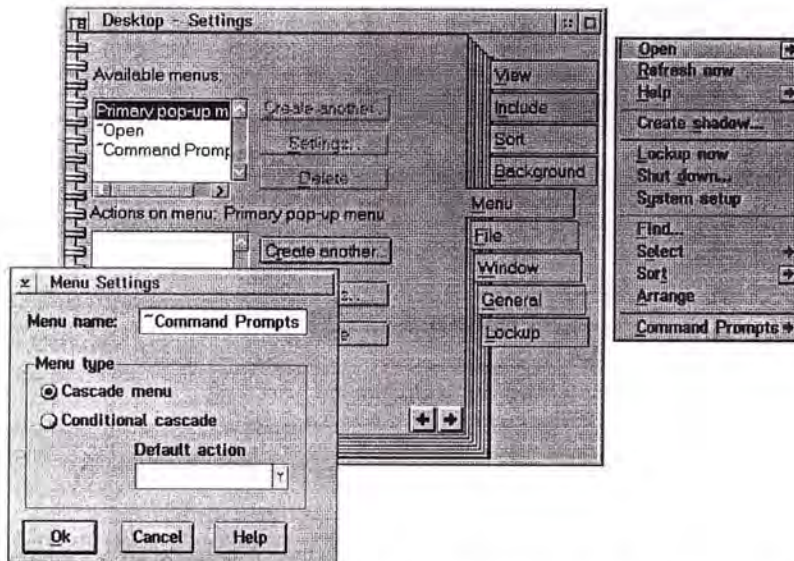 Desktop - Settings
Available menus:
Primary pop-up m
~Open
~Command Promp
Create another..
Settings..
Delete
Actions on menu: Primary pop-up menu
Create another..
View
Include
Sort
Background
Menu
File
Window
General
Lockup
Menu Settings
Menu name: ~Command Prompts
Menu type
Cascade menu
Conditional cascade
Default action
Ok Cancel Help
Open
Refresh now
Help
Create shadow...
Lockup now
Shut down...
System setup
Find...
Select
Sort
Arrange
Command Prompts